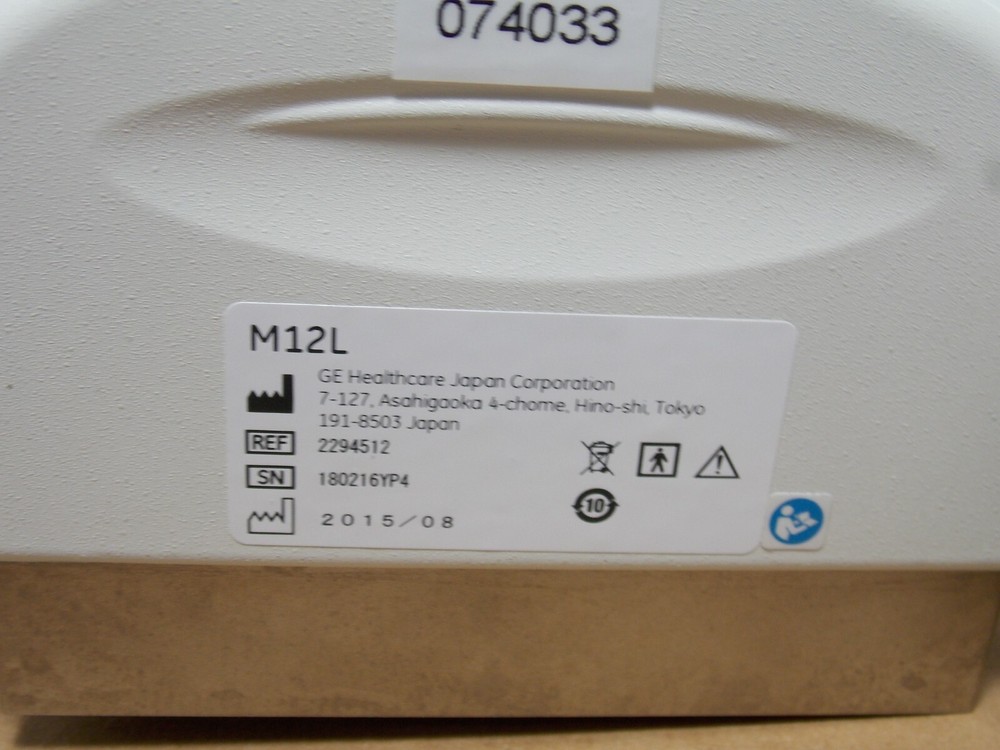 074033
M12L
GE Healthcare Japan Corporation
7-127, Asahigaoka 4-chome, Hino-shi, Tokyo
191-8503 Japan
REF 2294512
SN 180216YP4
2015/08
10